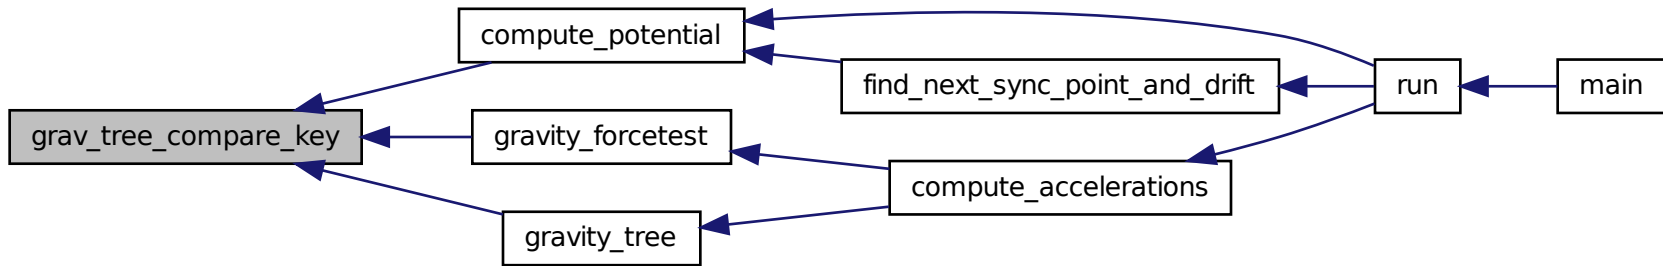 grav_tree_compare_key
compute_potential
gravity_forcetest
gravity_tree
find_next_sync_point_and_drift
compute_accelerations
run
main